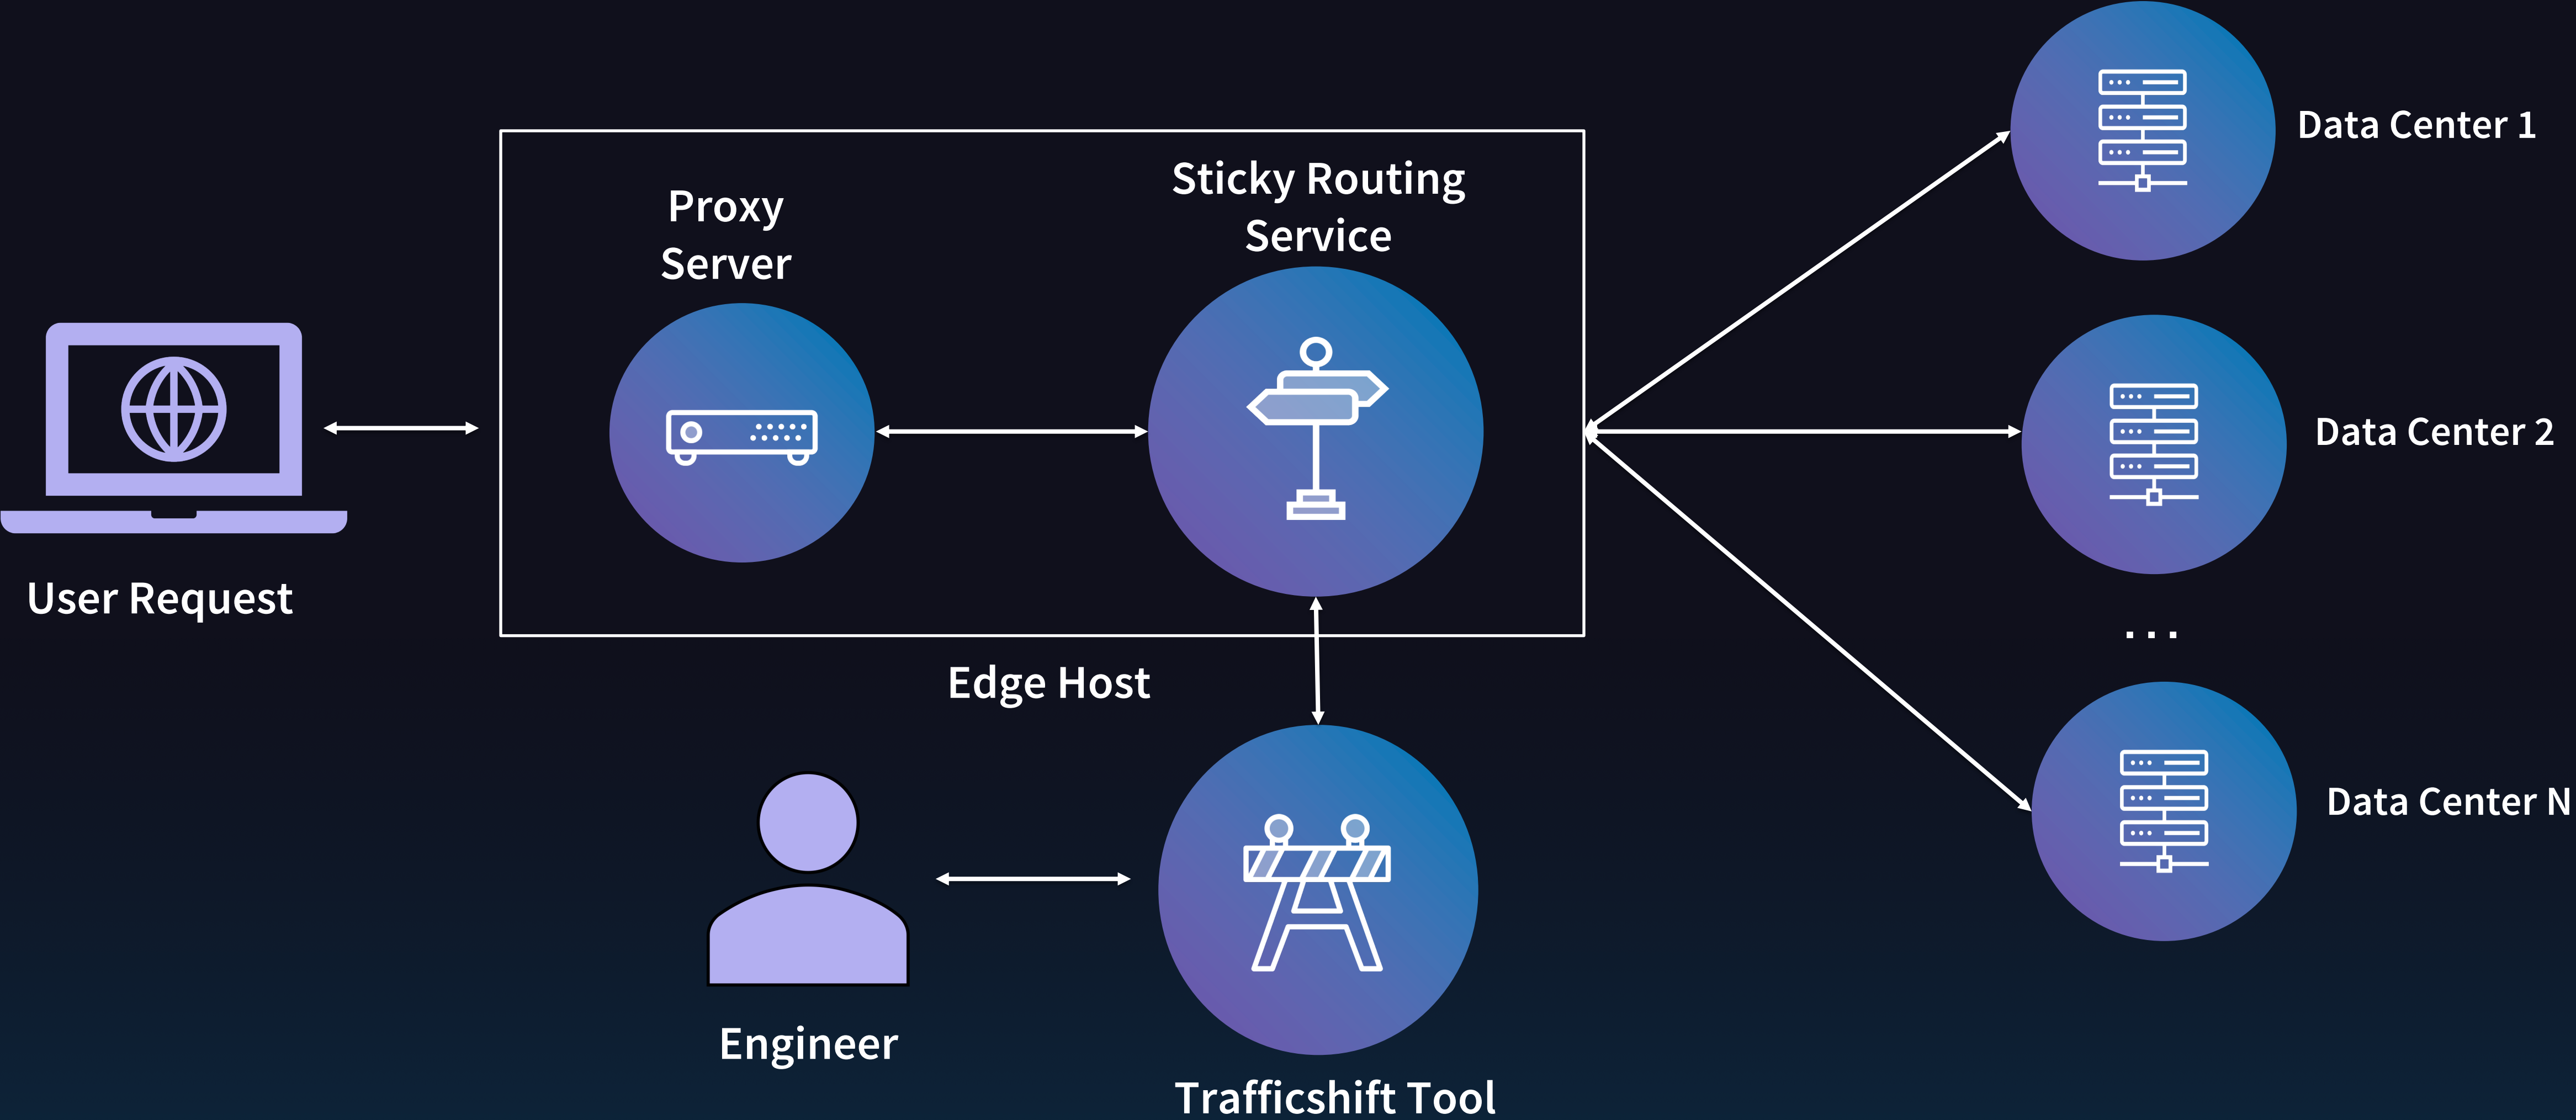 User Request
Proxy
Server
Sticky Routing
Service
Edge Host
Engineer
Trafficshift Tool
Data Center 1
Data Center 2
...
Data Center N